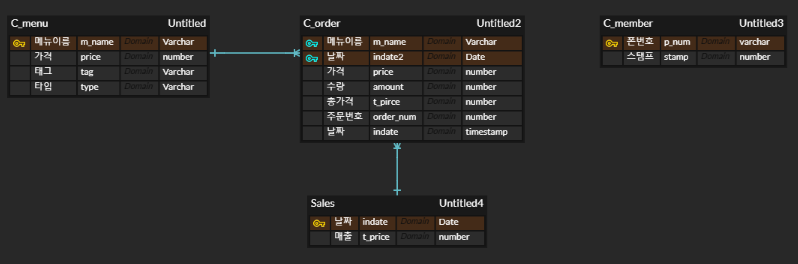 C_menu Untitled
메뉴이름 m_name Domain Varchar
가격 price Domain number
태그 tag Domain Varchar
타입 type Domain Varchar
C_order Untitled2
메뉴이름 m_name Domain Varchar
날짜 indate2 Domain Date
가격 price Domain number
수량 amount Domain number
총가격 t_pirce Domain number
주문번호 order_num Domain number
날짜 indate Domain timestamp
C_member Untitled3
폰번호 p_num Domain varchar
스탬프 stamp Domain number
Sales Untitled4
날짜 indate Domain Date
매출 t_price Domain number